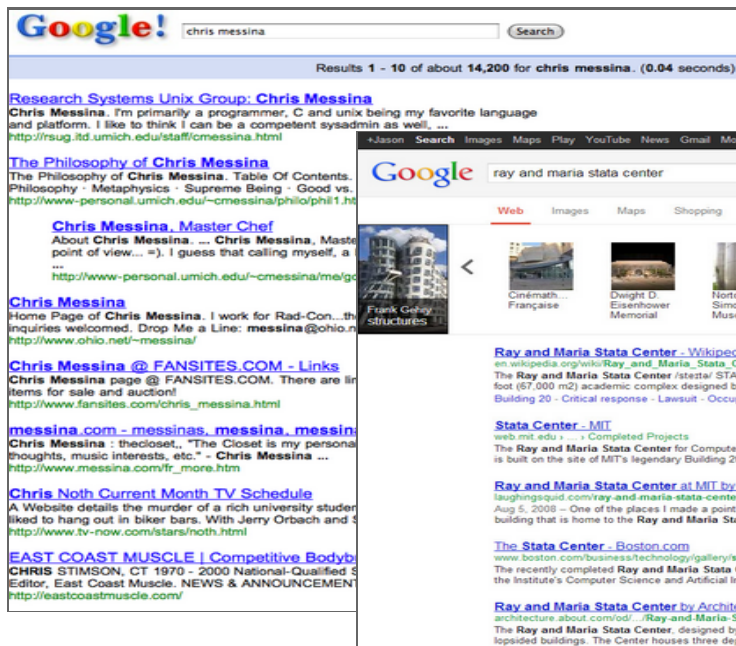 Google!
chris messina
Search
Results 1 - 10 of about 14,200 for chris messina. (0.04 seconds)
Research Systems Unix Group: Chris Messina
Chris Messina. I'm primarily a programmer, C and unix being my favorite language
and platform. I like to think I can be a competent sysadmin as well, ...
http://rsug.itd.umich.edu/staff/cmessina.html
The Philosophy of Chris Messina
The Philosophy of Chris Messina. Table Of Contents.
Philosophy · Metaphysics · Supreme Being · Good vs.
http://www-personal.umich.edu/~cmessina/philo/phil1.ht
Chris Messina, Master Chef
About Chris Messina. ... Chris Messina, Maste
point of view... =). I guess that calling myself, a
...
http://www-personal.umich.edu/~cmessina/me/go
Chris Messina
Home Page of Chris Messina. I work for Rad-Con...th
inquiries welcomed. Drop Me a Line: messina@ohio.n
http://www.ohio.net/~messina/
Chris Messina @ FANSITES.COM - Links
Chris Messina page @ FANSITES.COM. There are lin
items for sale and auction!
http://www.fansites.com/chris_messina.html
messina.com - messinas, messina, messin
Chris Messina : thecloset,, "The Closet is my persona
thoughts, music interests, etc." - Chris Messina ...
http://www.messina.com/fr_more.htm
Chris Noth Current Month TV Schedule
A Website details the murder of a rich university studen
liked to hang out in biker bars. With Jerry Orbach and S
http://www.tv-now.com/stars/noth.html
EAST COAST MUSCLE | Competitive Bodyb
CHRIS STIMSON, CT 1970 - 2000 National-Qualified S
Editor, East Coast Muscle. NEWS & ANNOUNCEMENT
http://eastcoastmuscle.com/
+Jason Search Images Maps Play YouTube News Gmail Mo
Google
ray and maria stata center
Web Images Maps Shopping
Frank Gehry
structures
Cinémath...
Française
Dwight D.
Eisenhower
Memorial
Norto
Simo
Muse
Ray and Maria Stata Center - Wikiped
en.wikipedia.org/wiki/Ray_and_Maria_Stata_C
The Ray and Maria Stata Center /steɪtə/ STA
foot (67,000 m2) academic complex designed b
Building 20 - Critical response - Lawsuit - Occup
Stata Center - MIT
web.mit.edu › ... › Completed Projects
The Ray and Maria Stata Center for Compute
is built on the site of MIT's legendary Building 2
Ray and Maria Stata Center at MIT by
laughingsquid.com/ray-and-maria-stata-cente
Aug 5, 2008 – One of the places I made a point
building that is home to the Ray and Maria Sta
The Stata Center - Boston.com
www.boston.com/business/technology/gallery/s
The recently completed Ray and Maria Stata
the Institute's Computer Science and Artificial In
Ray and Maria Stata Center by Archite
architecture.about.com/od/.../Ray-and-Maria-S
The Ray and Maria Stata Center, designed by
lopsided buildings. The Center houses three dep